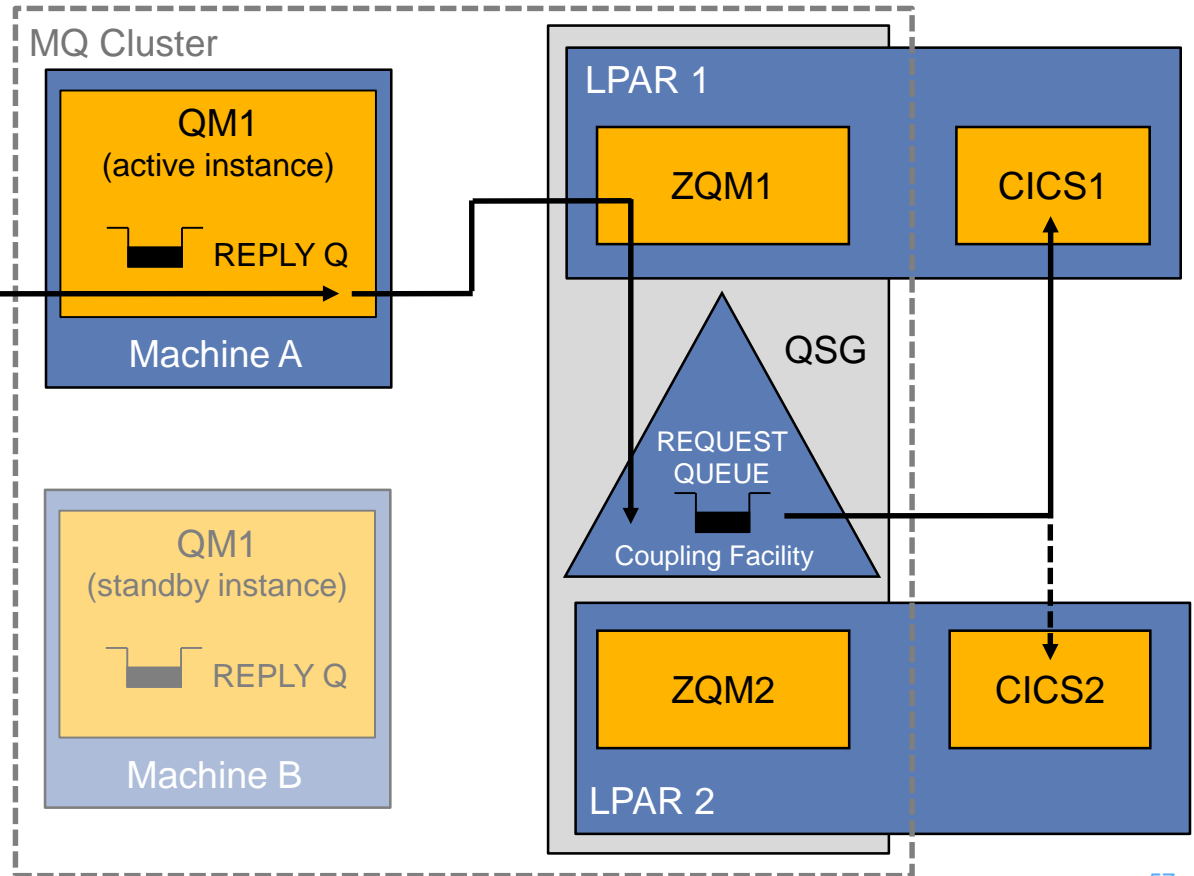 MQ Cluster
QM1
(active instance)
REPLY Q
Machine A
QM1
(standby instance)
REPLY Q
Machine B
LPAR 1
ZQM1
CICS1
QSG
REQUEST
QUEUE
Coupling Facility
ZQM2
CICS2
LPAR 2